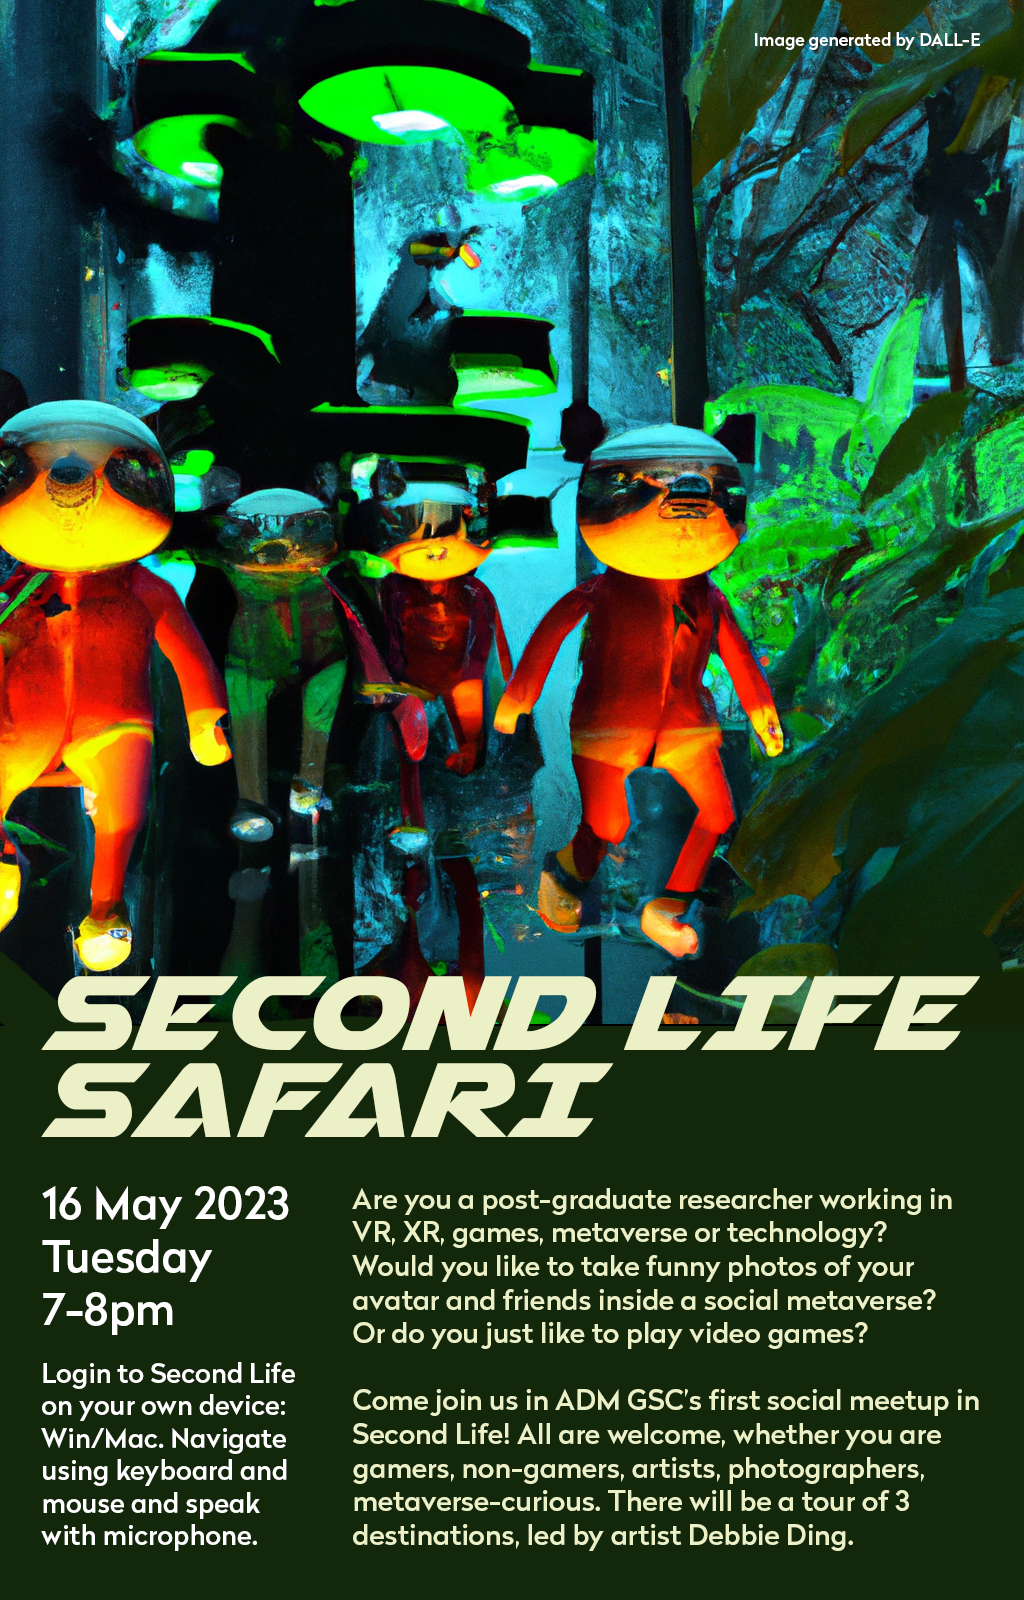 Image generated by DALL-E
SECOND LIFE
SAFARI
16 May 2023
Tuesday
7-8pm
Login to Second Life
on your own device:
Win/Mac. Navigate
using keyboard and
mouse and speak
with microphone.
Are you a post-graduate researcher working in
VR, XR, games, metaverse or technology?
Would you like to take funny photos of your
avatar and friends inside a social metaverse?
Or do you just like to play video games?
Come join us in ADM GSC's first social meetup in
Second Life! All are welcome, whether you are
gamers, non-gamers, artists, photographers,
metaverse-curious. There will be a tour of 3
destinations, led by artist Debbie Ding.